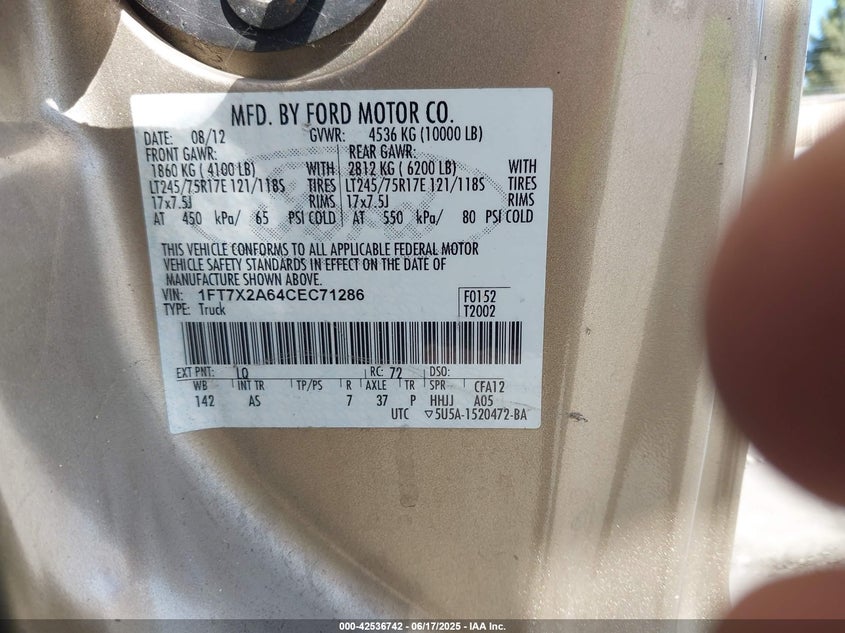 MFD. BY FORD MOTOR CO.
DATE: 08/12 GVWR: 4536 KG (10000 LB)
FRONT GAWR: REAR GAWR:
1860 KG ( 4100 LB) WITH 2812 KG ( 6200 LB) WITH
LT245/75R17E 121/118S TIRES LT245/75R17E 121/118S TIRES
17x7.5J RIMS 17x7.5J RIMS
AT 450 kPa/ 65 PSI COLD AT 550 kPa/ 80 PSI COLD
THIS VEHICLE CONFORMS TO ALL APPLICABLE FEDERAL MOTOR
VEHICLE SAFETY STANDARDS IN EFFECT ON THE DATE OF
MANUFACTURE SHOWN ABOVE.
VIN: 1FT7X2A64CEC71286 F0152
TYPE: Truck T2002
EXT PNT: LQ RC: 72 DSO:
WB INT TR TP/PS R AXLE TR SPR CFA12
142 AS 7 37 P HHJJ A05
UTC ▽5U5A-1520472-BA
000-42536742 - 06/17/2025 - IAA Inc.